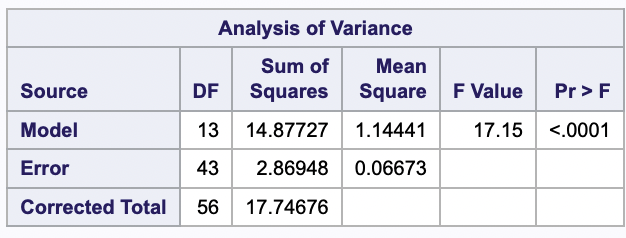 Analysis of Variance
Source DF Sum of Squares Mean Square F Value Pr > F
Model 13 14.87727 1.14441 17.15 <.0001
Error 43 2.86948 0.06673
Corrected Total 56 17.74676